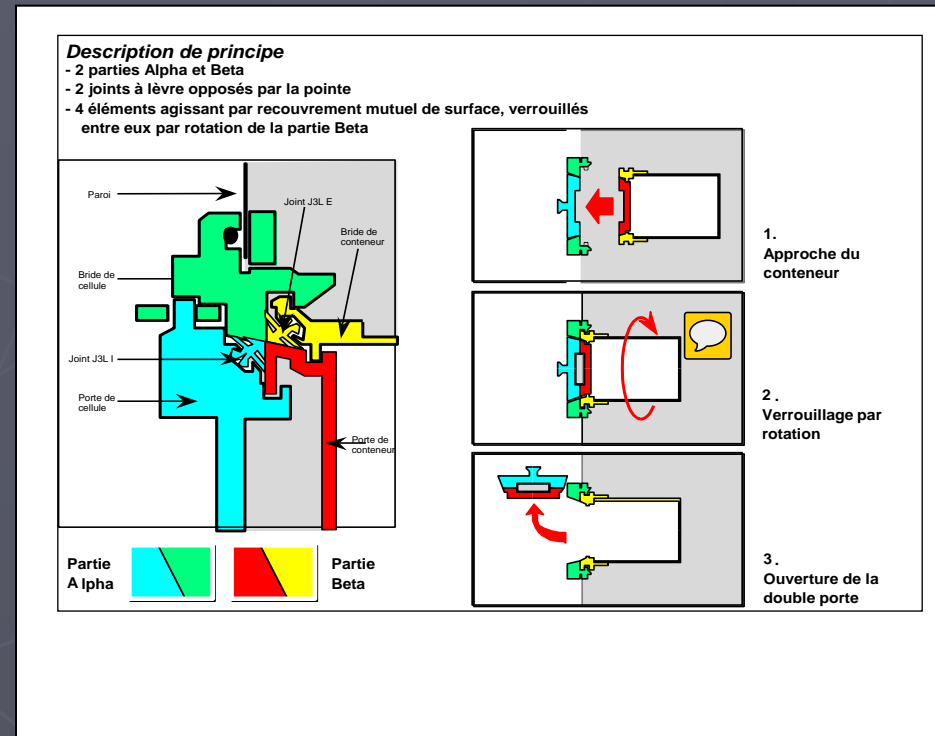 Description de principe
- 2 parties Alpha et Beta
- 2 joints à lèvre opposés par la pointe
- 4 éléments agissant par recouvrement mutuel de surface, verrouillés
entre eux par rotation de la partie Beta
Paroi
Joint J3L E
Bride de
conteneur
Bride de
cellule
Joint J3L I
Porte de
cellule
Porte de
conteneur
Partie
A lpha
Partie
Beta
1.
Approche du
conteneur
2 .
Verrouillage par
rotation
3 .
Ouverture de la
double porte